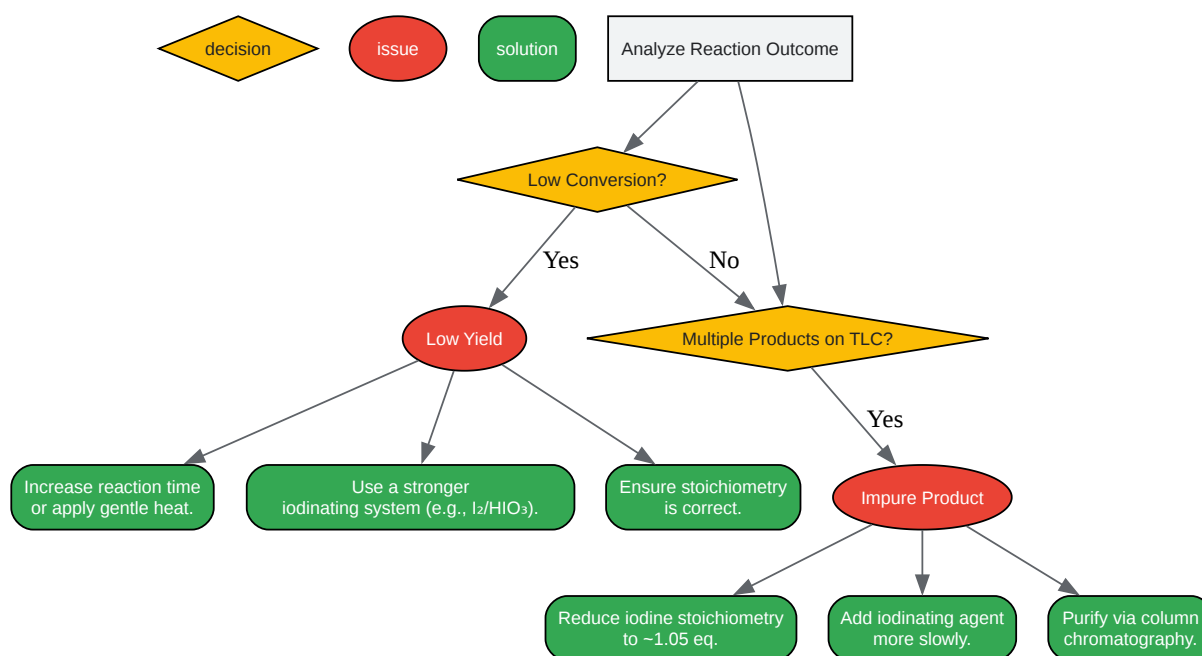 decision
issue
solution
Analyze Reaction Outcome
Low Conversion?
Yes
No
Low Yield
Multiple Products on TLC?
Yes
Increase reaction time
or apply gentle heat.
Use a stronger
iodinating system (e.g., I₂/HIO₃).
Ensure stoichiometry
is correct.
Impure Product
Reduce iodine stoichiometry
to ~1.05 eq.
Add iodinating agent
more slowly.
Purify via column
chromatography.